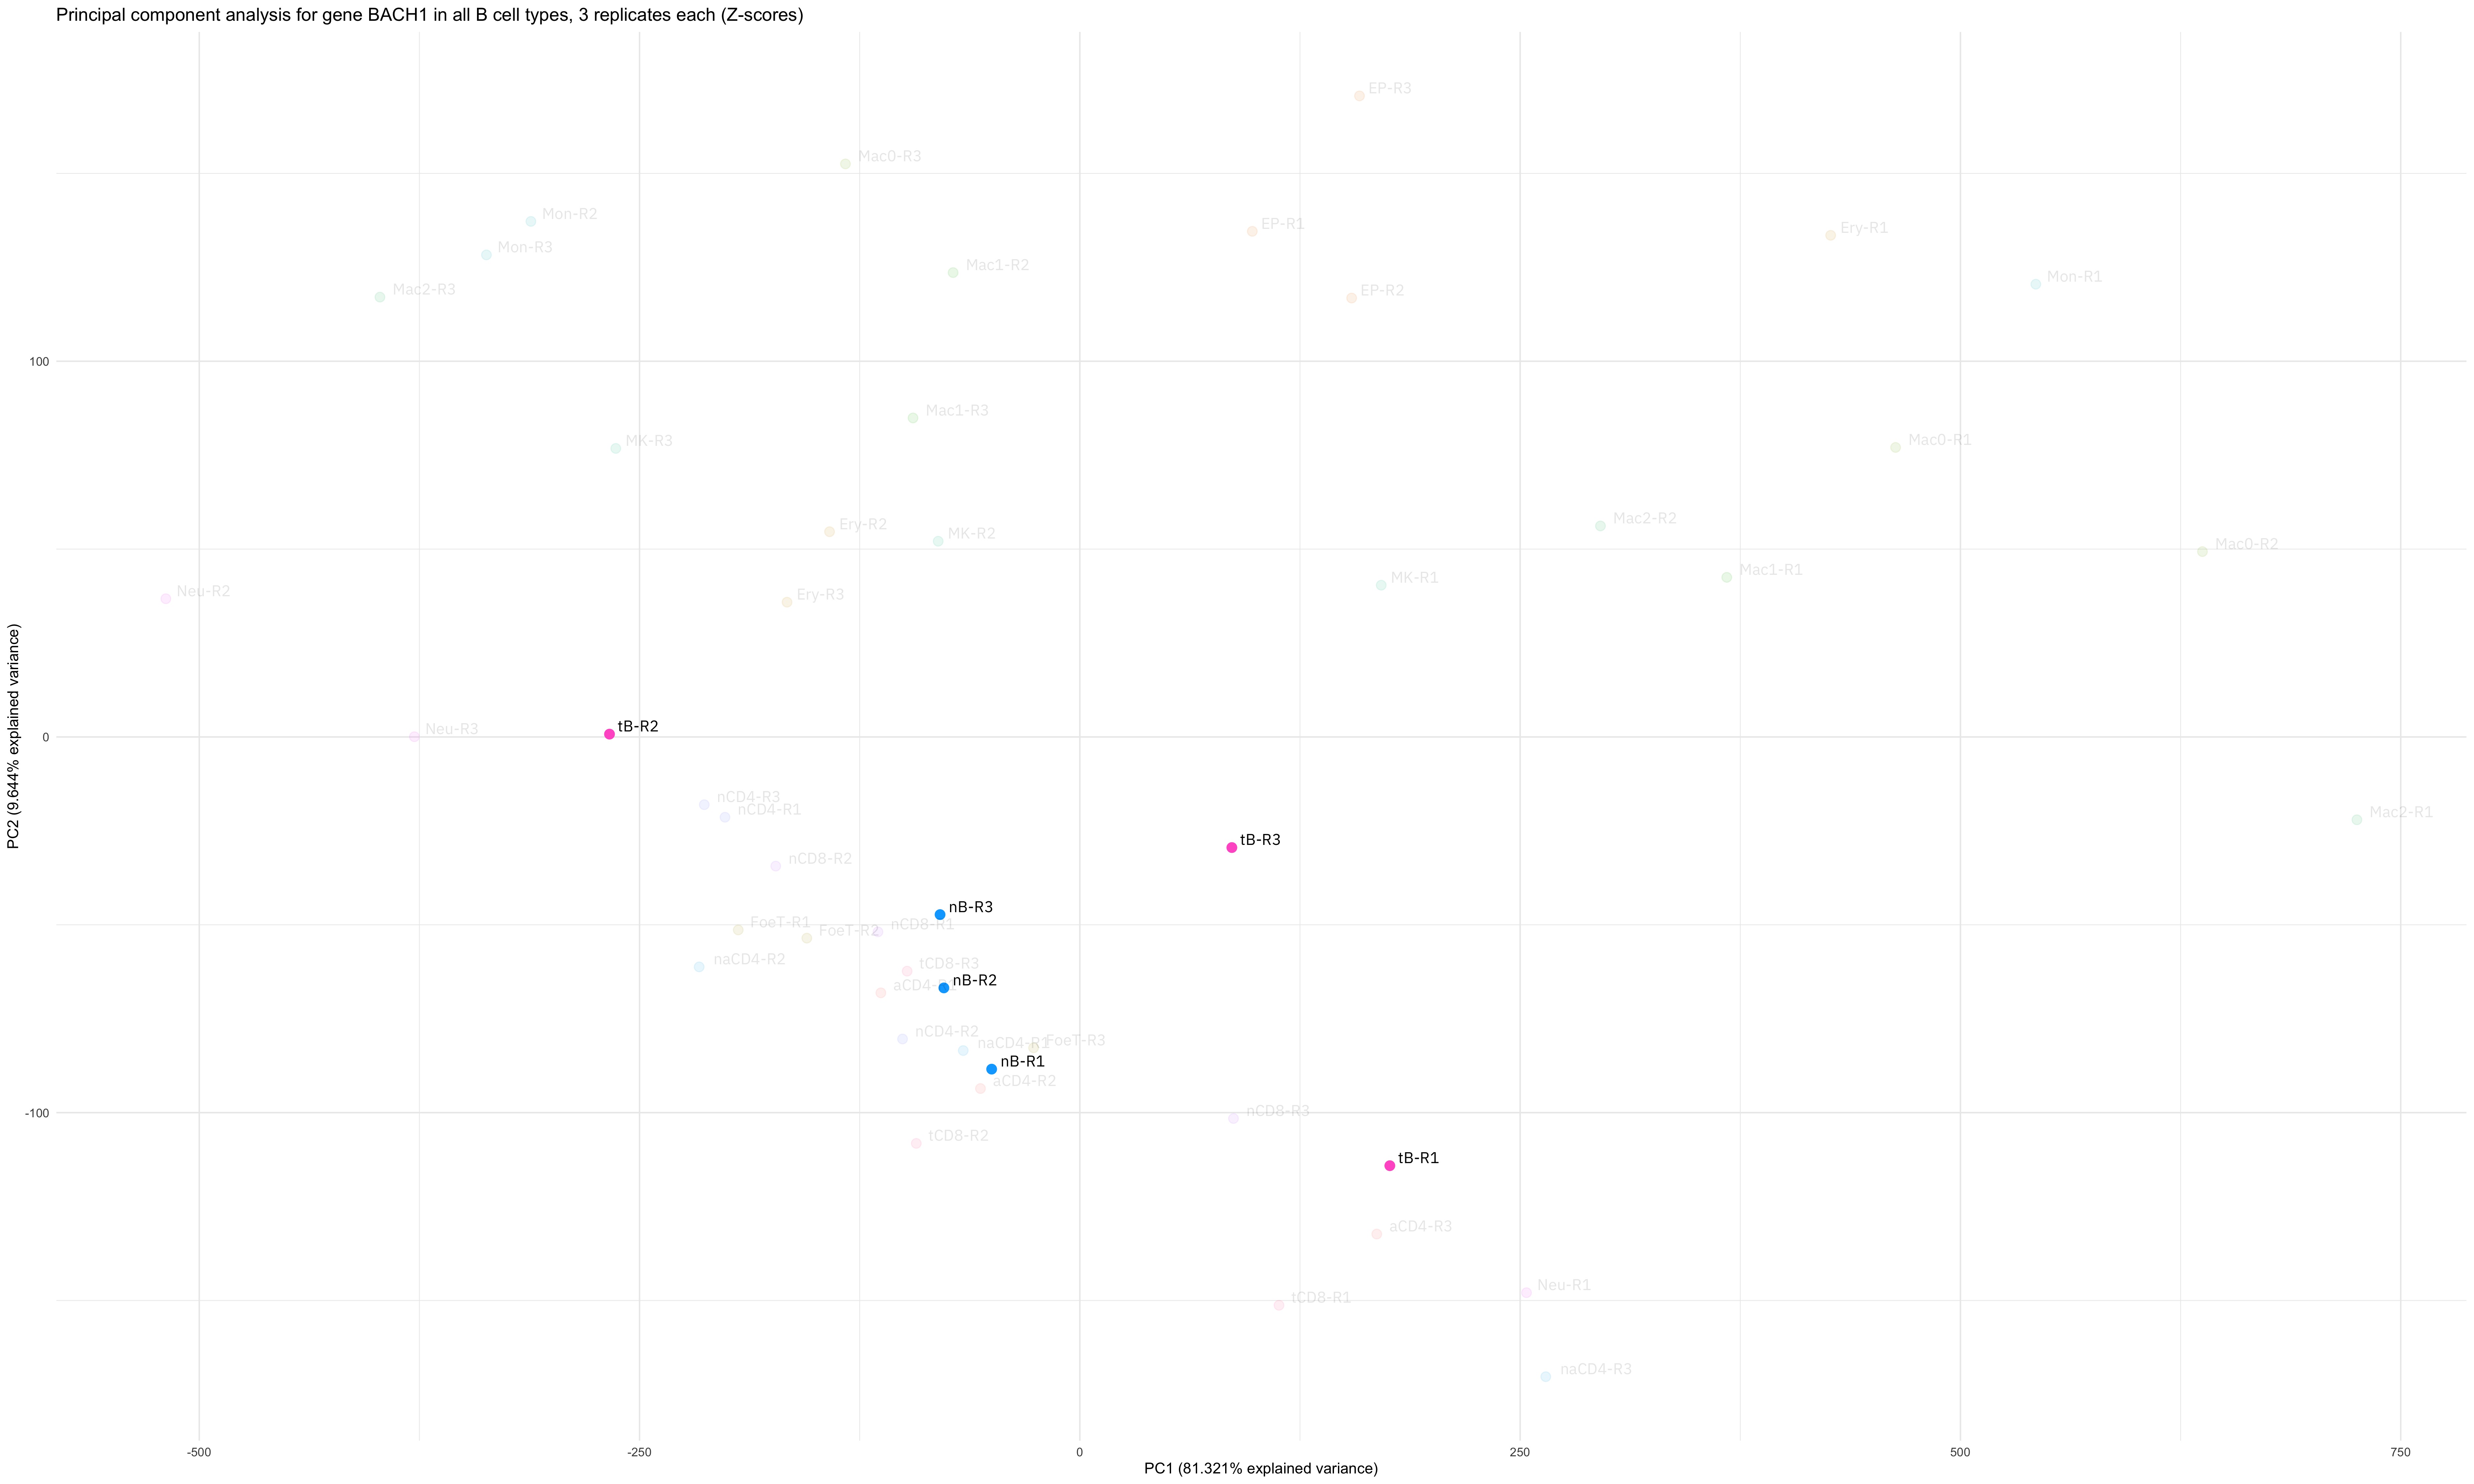 Principal component analysis for gene BACH1 in all B cell types, 3 replicates each (Z-scores)
EP-R3
Mac0-R3
Mon-R2
EP-R1
Ery-R1
Mon-R3
Mac1-R2
Mon-R1
Mac2-R3
EP-R2
100
Mac1-R3
MK-R3
Mac0-R1
Mac2-R2
Ery-R2
MK-R2
Mac0-R2
Mac1-R1
MK-R1
Neu-R2
Ery-R3
tB-R2
Neu-R3
0
PC2 (9.644% explained variance)
nCD4-R3
nCD4-R1
Mac2-R1
tB-R3
nCD8-R2
nB-R3
FoeT-R1
nCD8-R1
FoeT-R2
naCD4-R2
tCD8-R3
nB-R2
aCD4-R1
nCD4-R2
naCD4-R1
FoeT-R3
nB-R1
aCD4-R2
-100
nCD8-R3
tCD8-R2
tB-R1
aCD4-R3
Neu-R1
tCD8-R1
naCD4-R3
-500
-250
0
250
500
750
PC1 (81.321% explained variance)